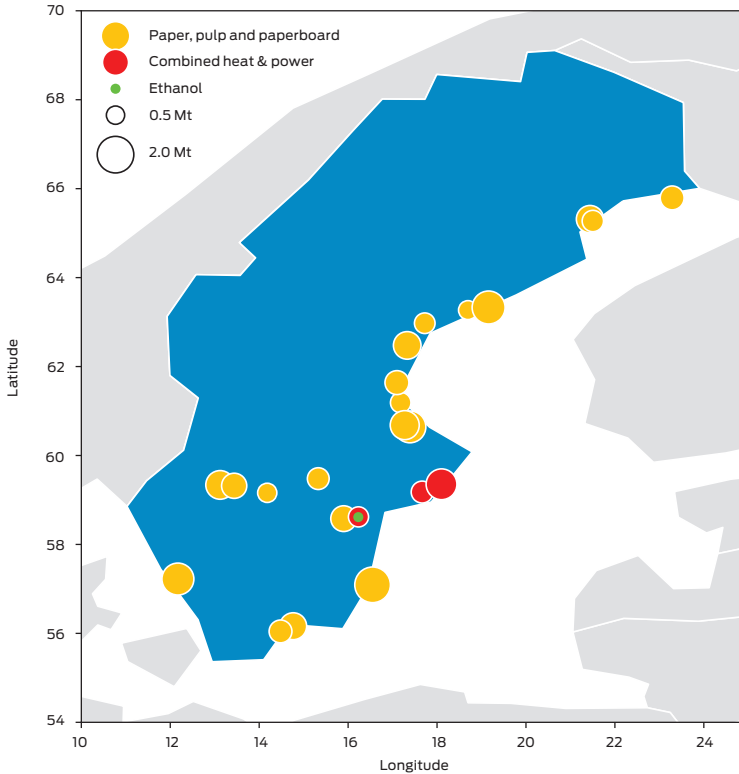 70
68
66
64
62
60
58
56
54
Latitude
Paper, pulp and paperboard
Combined heat & power
Ethanol
0.5 Mt
2.0 Mt
10 12 14 16 18 20 22 24
Longitude